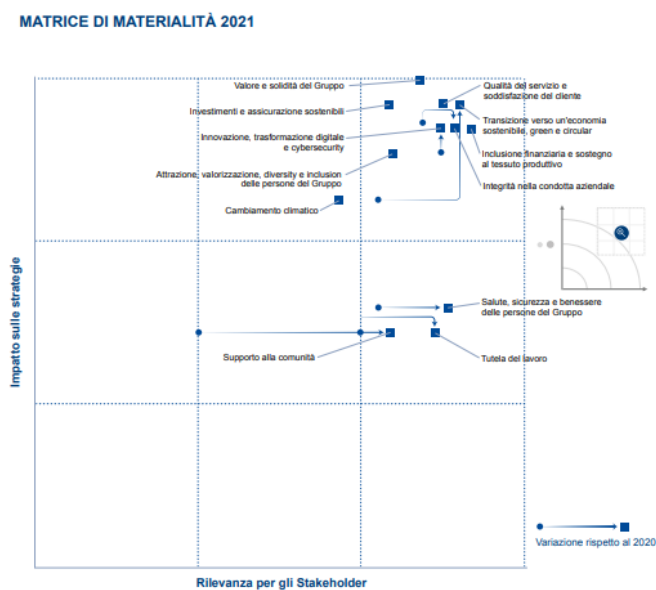 MATRICE DI MATERIALITÀ 2021
Valore e solidità del Gruppo
Qualità del servizio e
soddisfazione del cliente
Investimenti e assicurazione sostenibili
Transizione verso un'economia
sostenibile, green e circular
Innovazione, trasformazione digitale
e cybersecurity
Inclusione finanziaria e sostegno
al tessuto produttivo
Attrazione, valorizzazione, diversity e inclusion
delle persone del Gruppo
Integrità nella condotta aziendale
Cambiamento climatico
Impatto sulle strategie
Salute, sicurezza e benessere
delle persone del Gruppo
Supporto alla comunità
Tutela del lavoro
Variazione rispetto al 2020
Rilevanza per gli Stakeholder